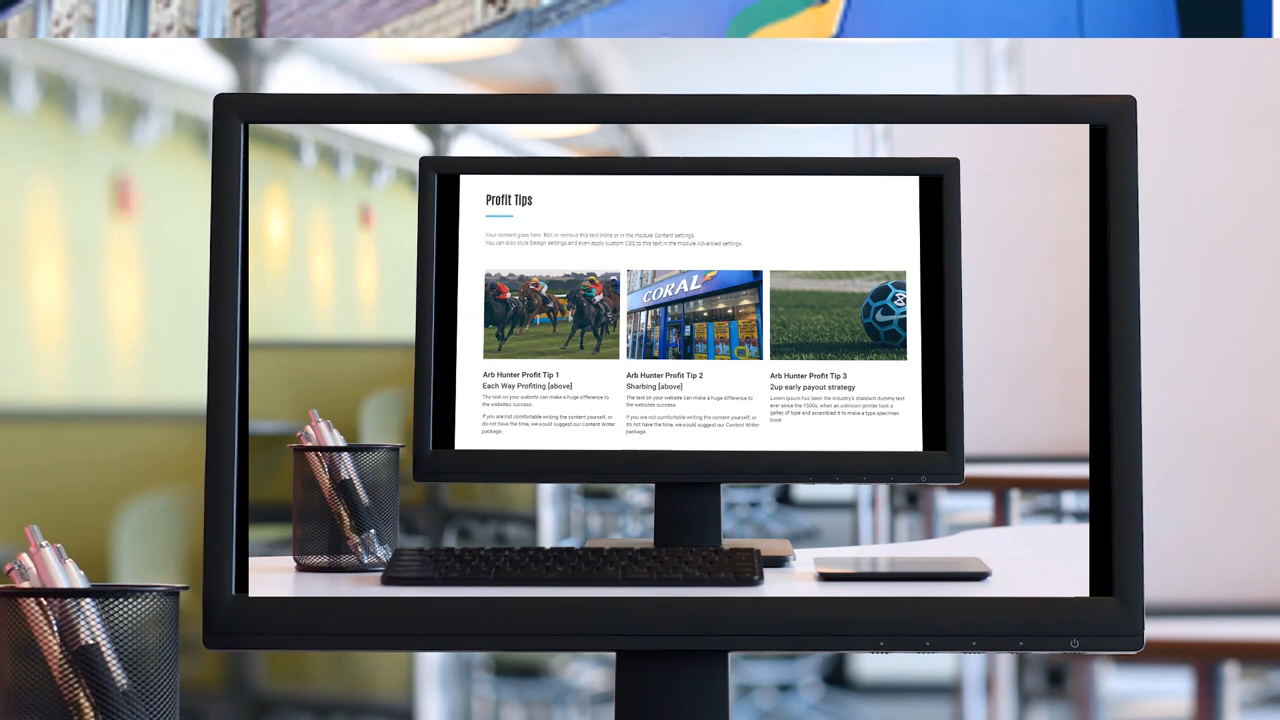 Profit Tips
Your content goes here. Edit or remove this text inline or in the module Content settings.
You can also style Design settings and even apply custom CSS to this text in the module Advanced settings.
CORAL
Arb Hunter Profit Tip 1
Each Way Profiting [above]
The text on your website can make a huge difference to
the websites success.
If you are not comfortable writing the content yourself, or
do not have the time, we would suggest our Content Writer
package.
Arb Hunter Profit Tip 2
Sharbing [above]
The text on your website can make a huge difference to
the websites success.
If you are not comfortable writing the content yourself, or
do not have the time, we would suggest our Content Writer
package.
Arb Hunter Profit Tip 3
2up early payout strategy
Lorem Ipsum has been the industry's standard dummy text
ever since the 1500s, when an unknown printer took a
galley of type and scrambled it to make a type specimen
book.